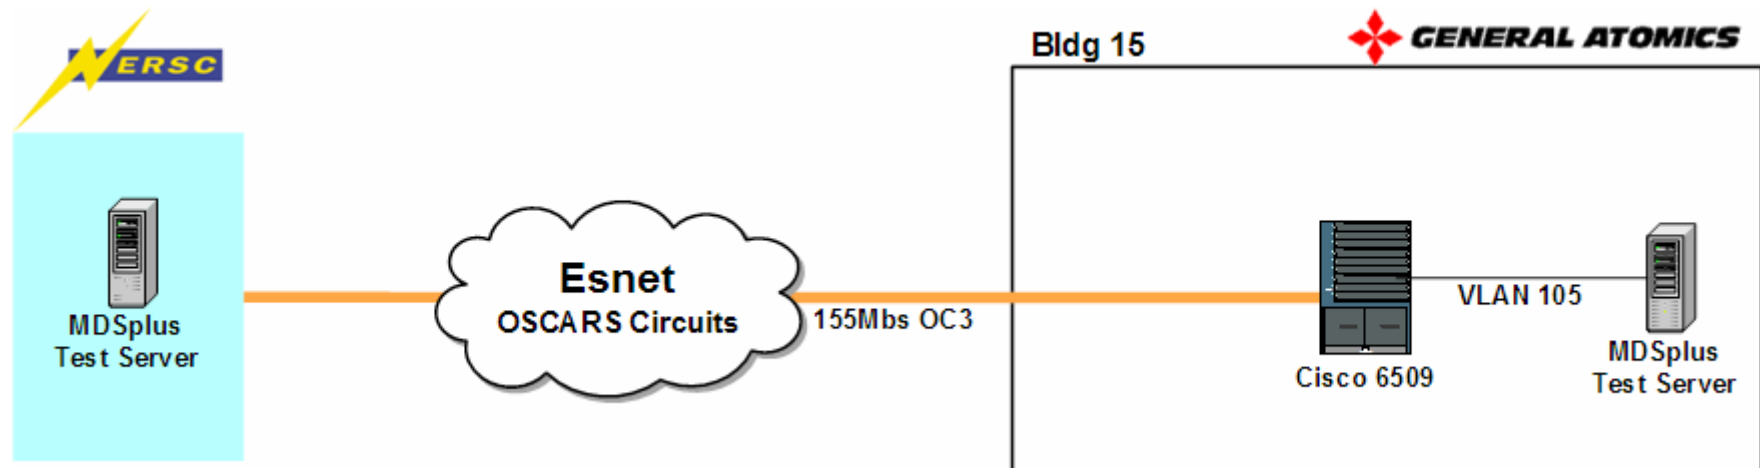 NERSC
Bldg 15
GENERAL ATOMICS
Esnet
OSCARS Circuits
155Mbs OC3
VLAN 105
MDSplus
Test Server
Cisco 6509
MDSplus
Test Server